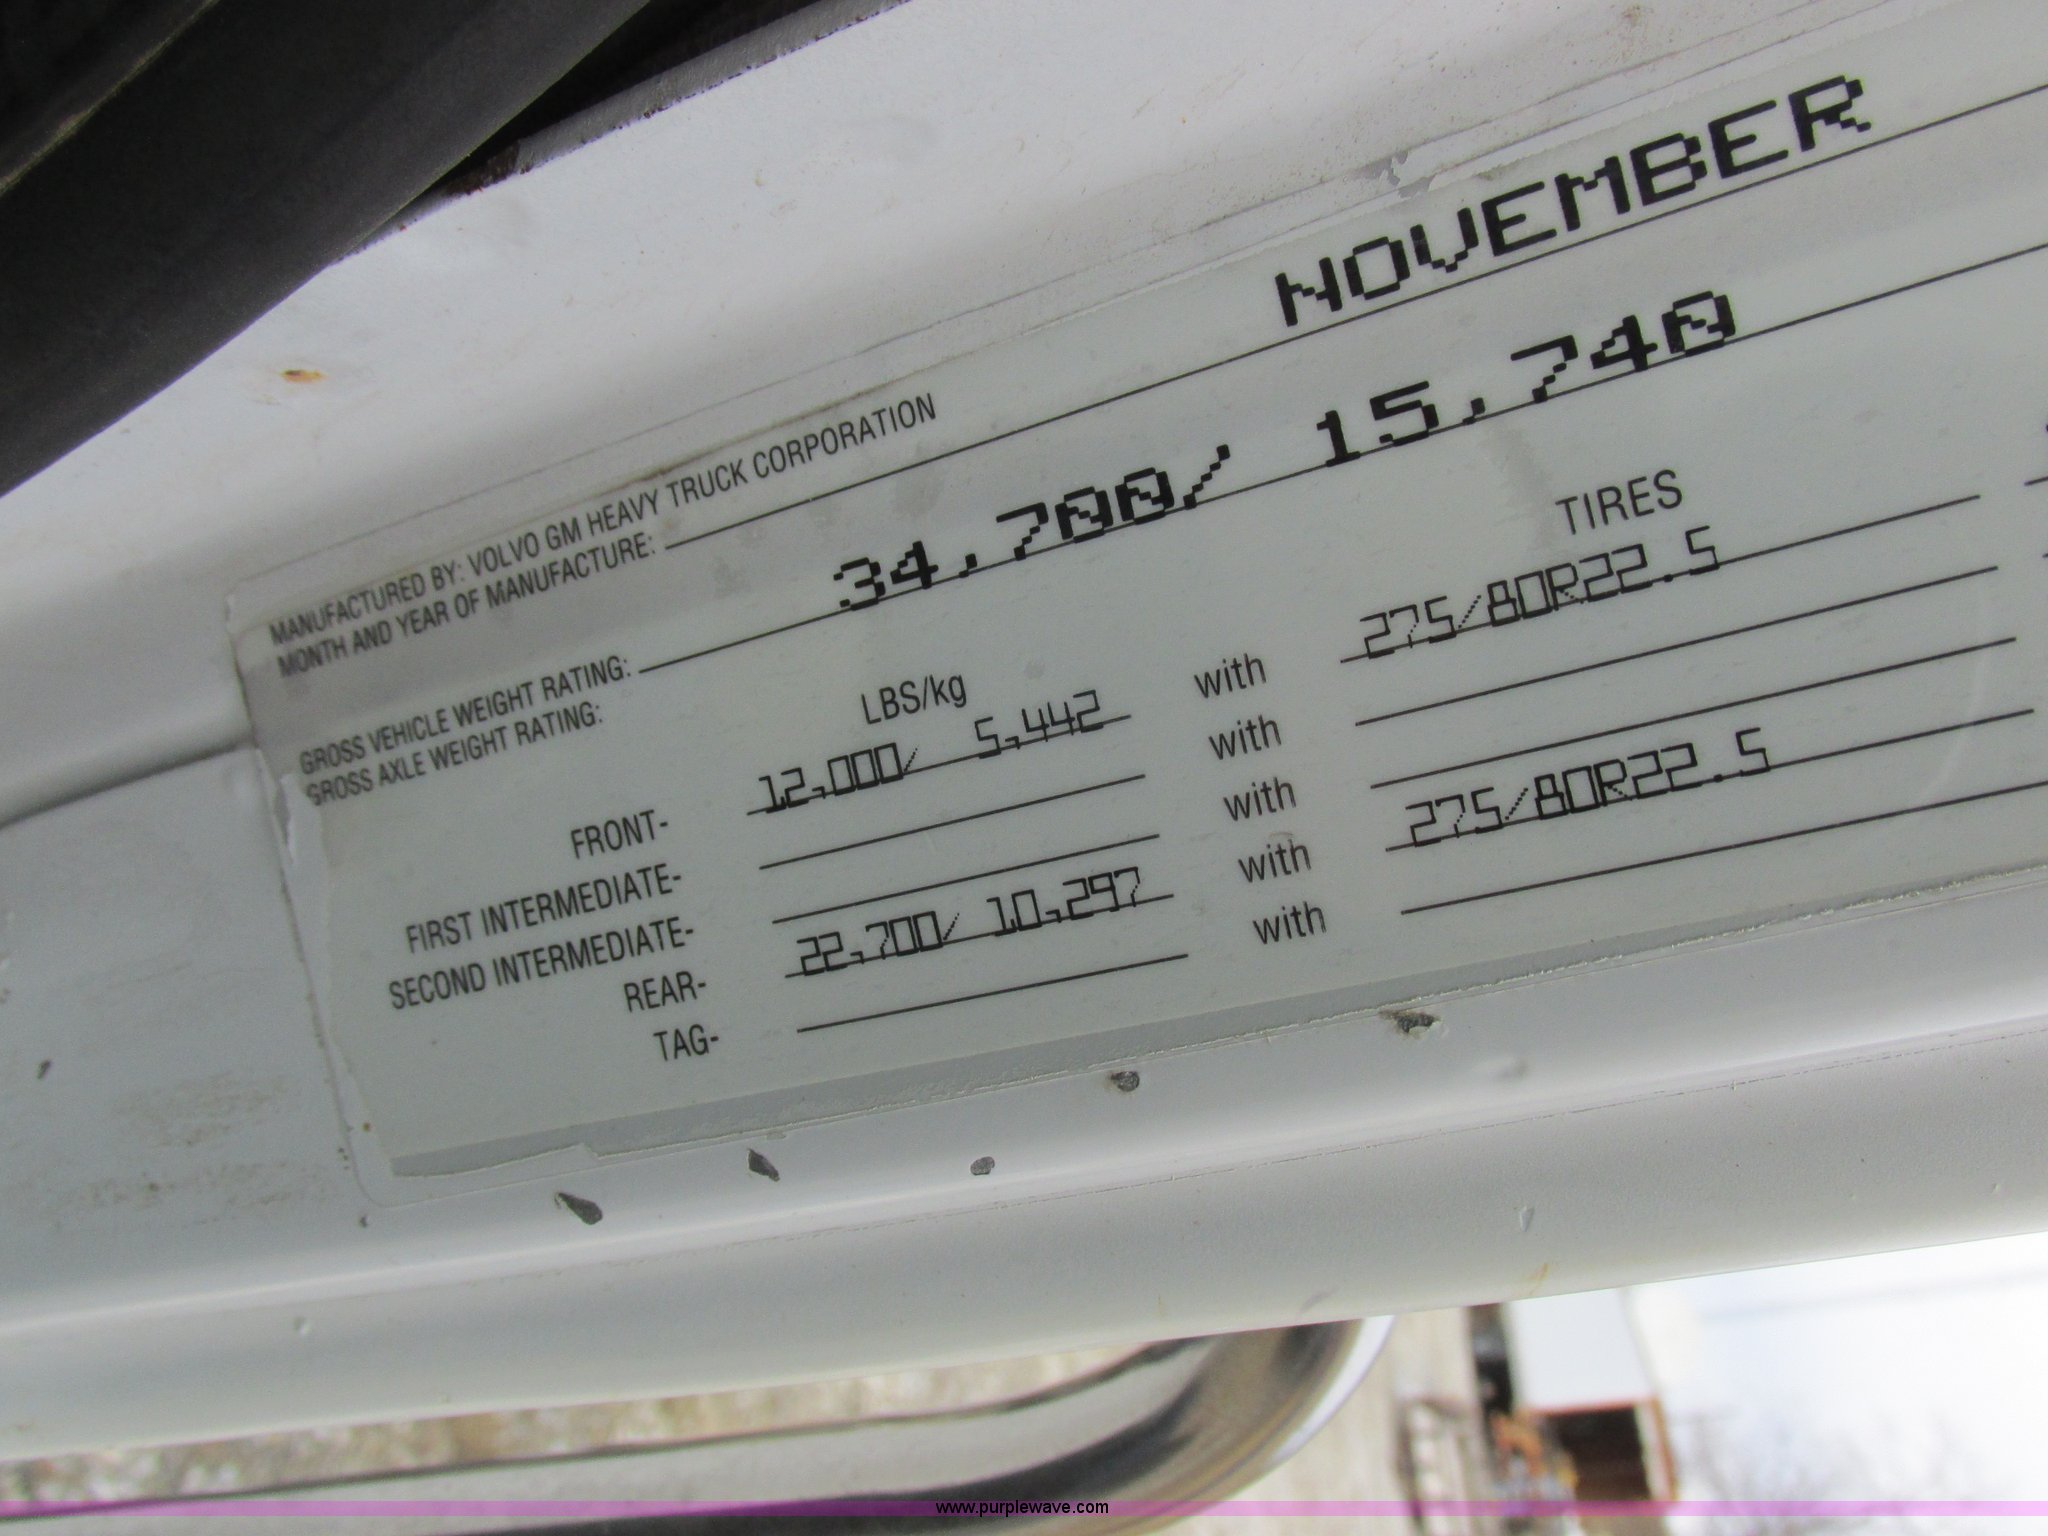 MANUFACTURED BY: VOLVO GM HEAVY TRUCK CORPORATION
MONTH AND YEAR OF MANUFACTURE: NOVEMBER
GROSS VEHICLE WEIGHT RATING: 34,700/ 15,740
GROSS AXLE WEIGHT RATING:
LBS/kg TIRES
FRONT- 12,000/ 5,442 with 275/80R22.5
FIRST INTERMEDIATE- with
SECOND INTERMEDIATE- with
REAR- 22,700/ 10,297 with 275/80R22.5
TAG- with
www.purplewave.com